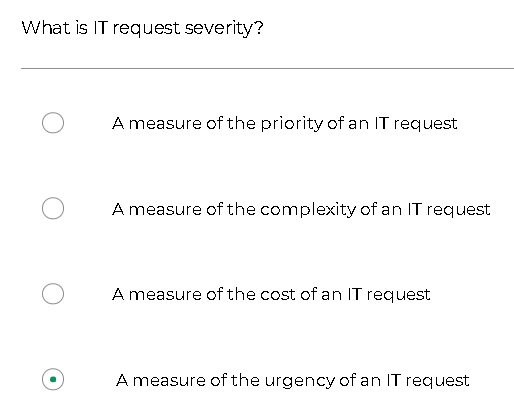 What is IT request severity?
A measure of the priority of an IT request
A measure of the complexity of an IT request
A measure of the cost of an IT request
A measure of the urgency of an IT request